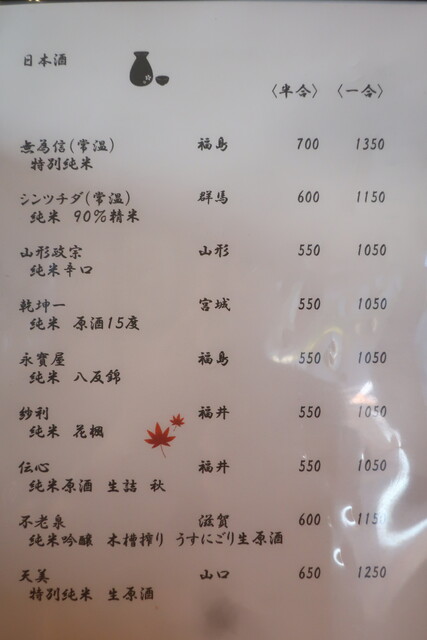 日本酒
〈半合〉 〈一合〉
無為信(常温) 福島 700 1350
特別純米
シンツチダ(常温) 群馬 600 1150
純米 90%精米
山形政宗 山形 550 1050
純米辛口
乾坤一 宮城 550 1050
純米 原酒15度
永寶屋 福島 550 1050
純米 八反錦
紗利 福井 550 1050
純米 花楓
伝心 福井 550 1050
純米原酒 生詰 秋
不老泉 滋賀 600 1150
純米吟醸 木槽搾り うすにごり生原酒
天美 山口 650 1250
特別純米 生原酒